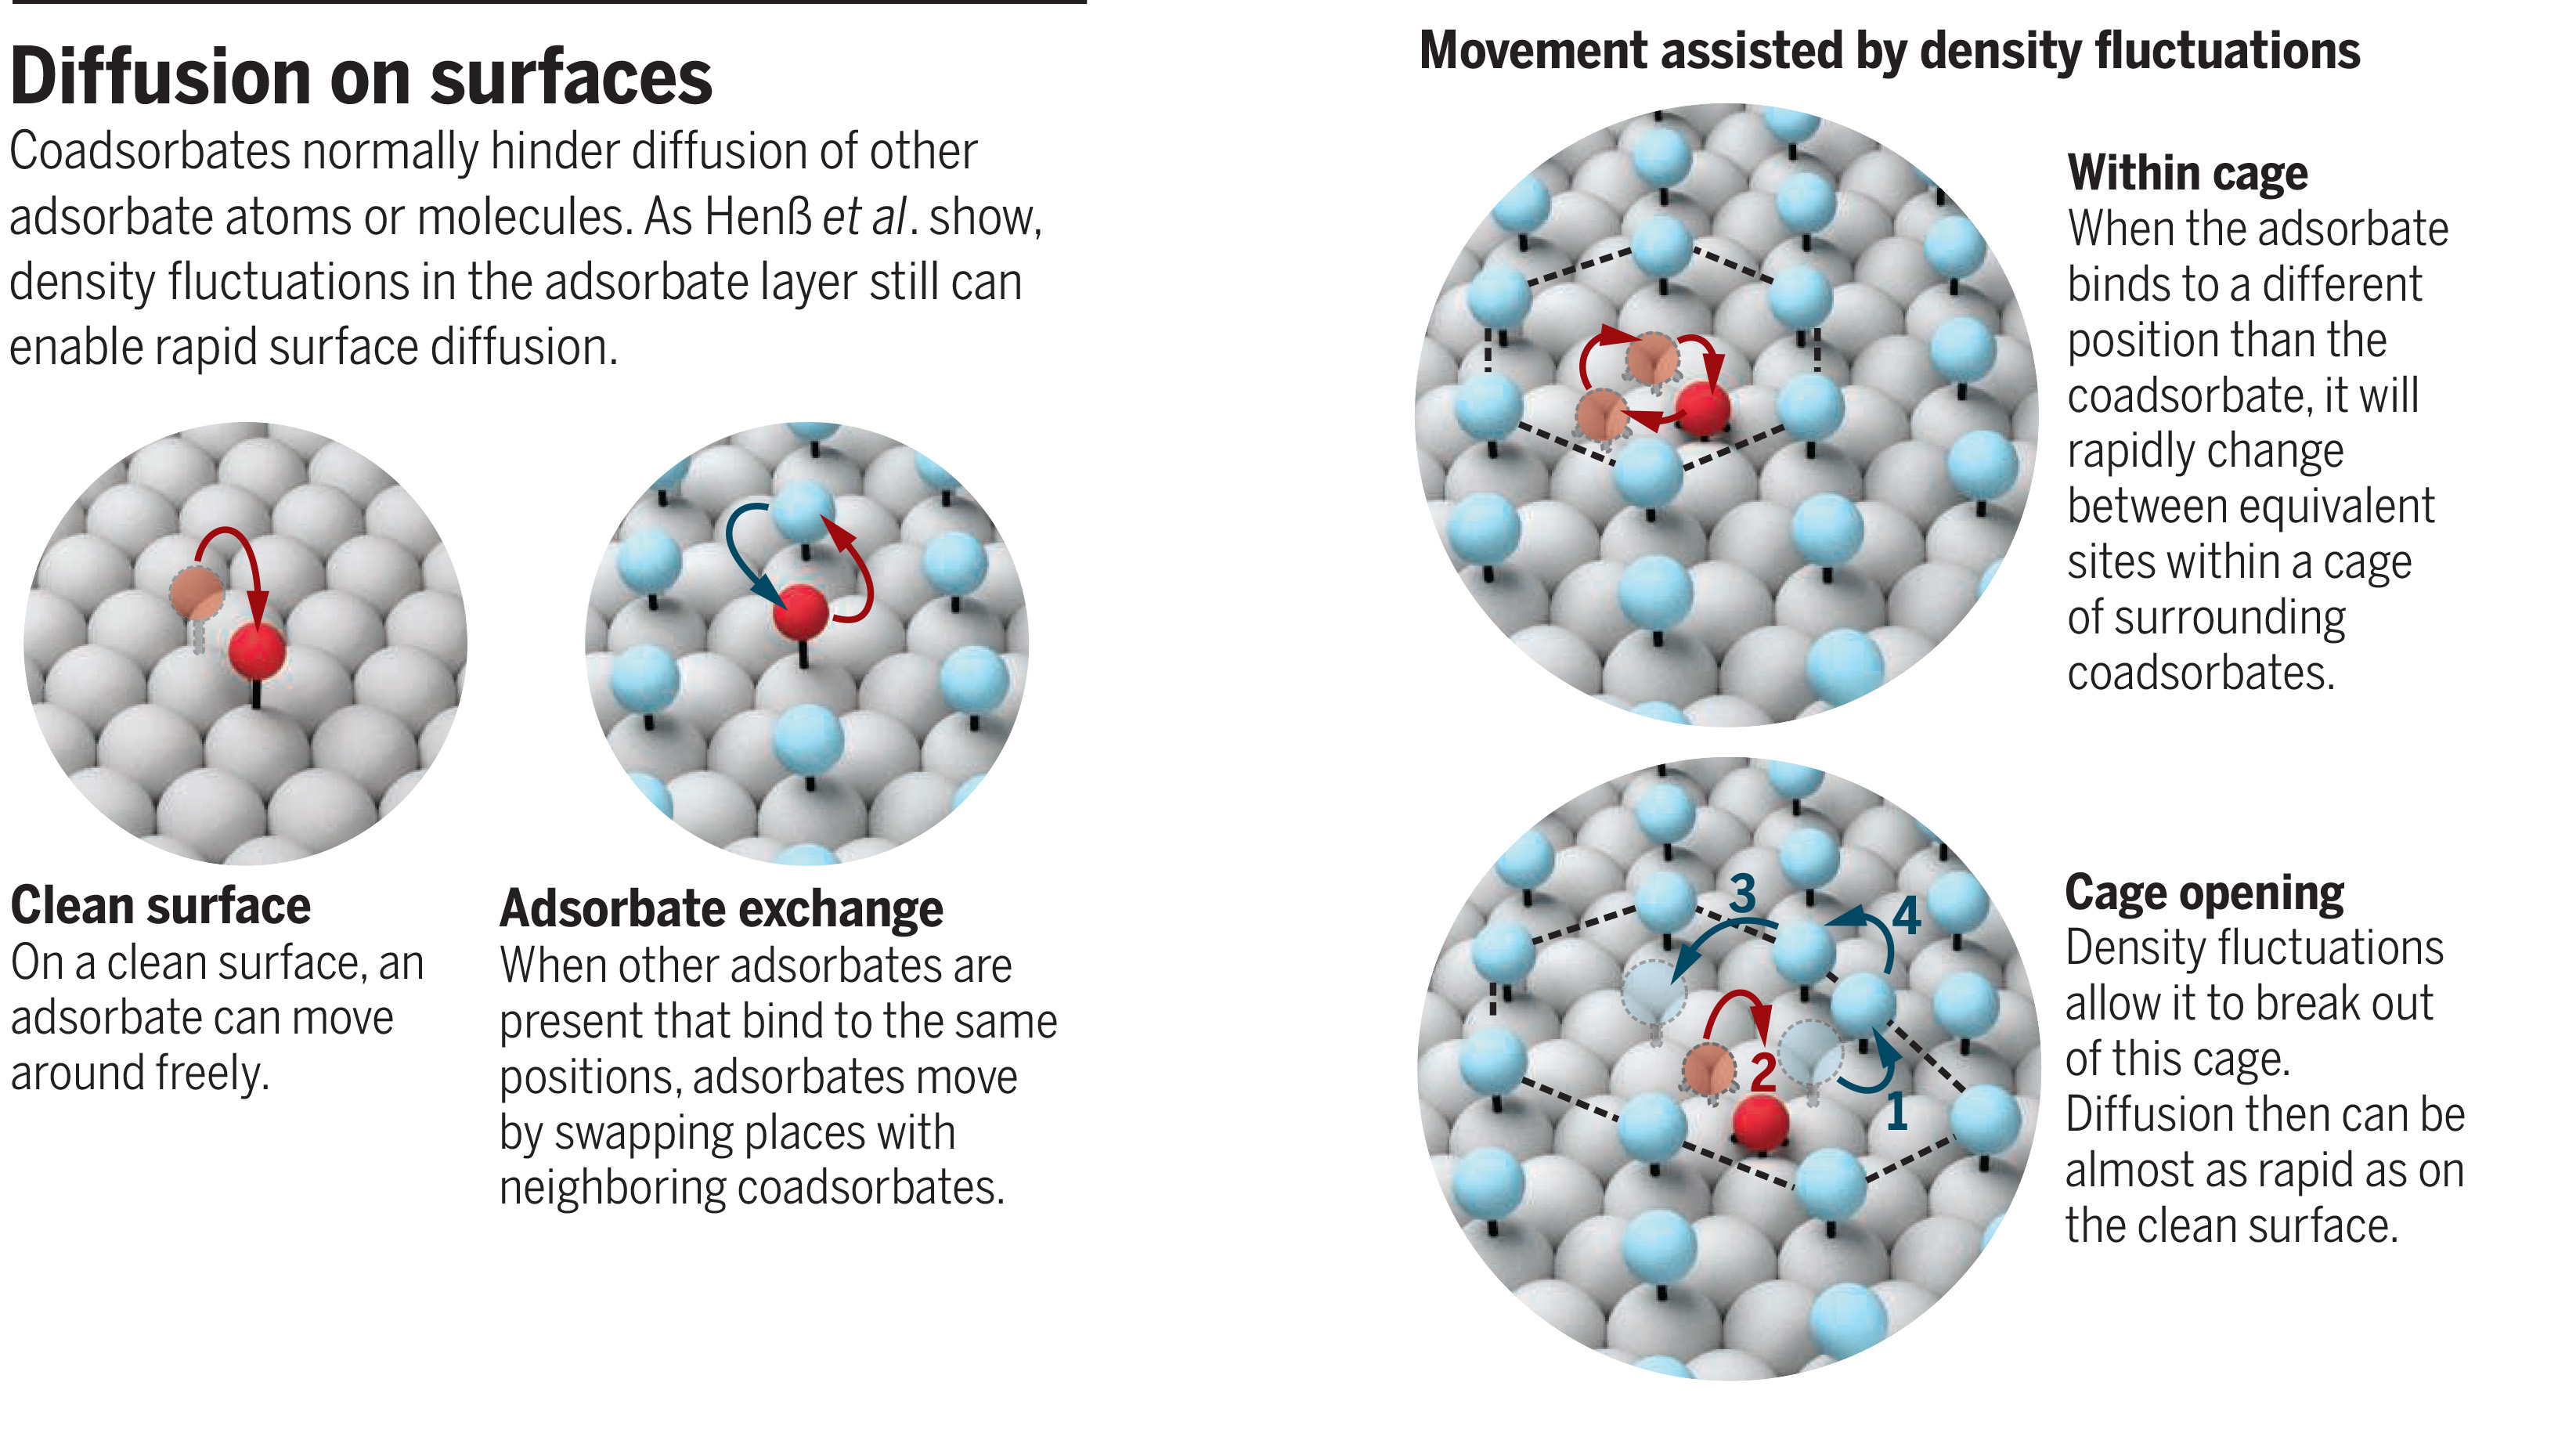 Diffusion on surfaces
Coadsorbates normally hinder diffusion of other
adsorbate atoms or molecules. As Henß et al. show,
density fluctuations in the adsorbate layer still can
enable rapid surface diffusion.
Clean surface
On a clean surface, an
adsorbate can move
around freely.
Adsorbate exchange
When other adsorbates are
present that bind to the same
positions, adsorbates move
by swapping places with
neighboring coadsorbates.
Movement assisted by density fluctuations
Within cage
When the adsorbate
binds to a different
position than the
coadsorbate, it will
rapidly change
between equivalent
sites within a cage
of surrounding
coadsorbates.
3
4
2
1
Cage opening
Density fluctuations
allow it to break out
of this cage.
Diffusion then can be
almost as rapid as on
the clean surface.